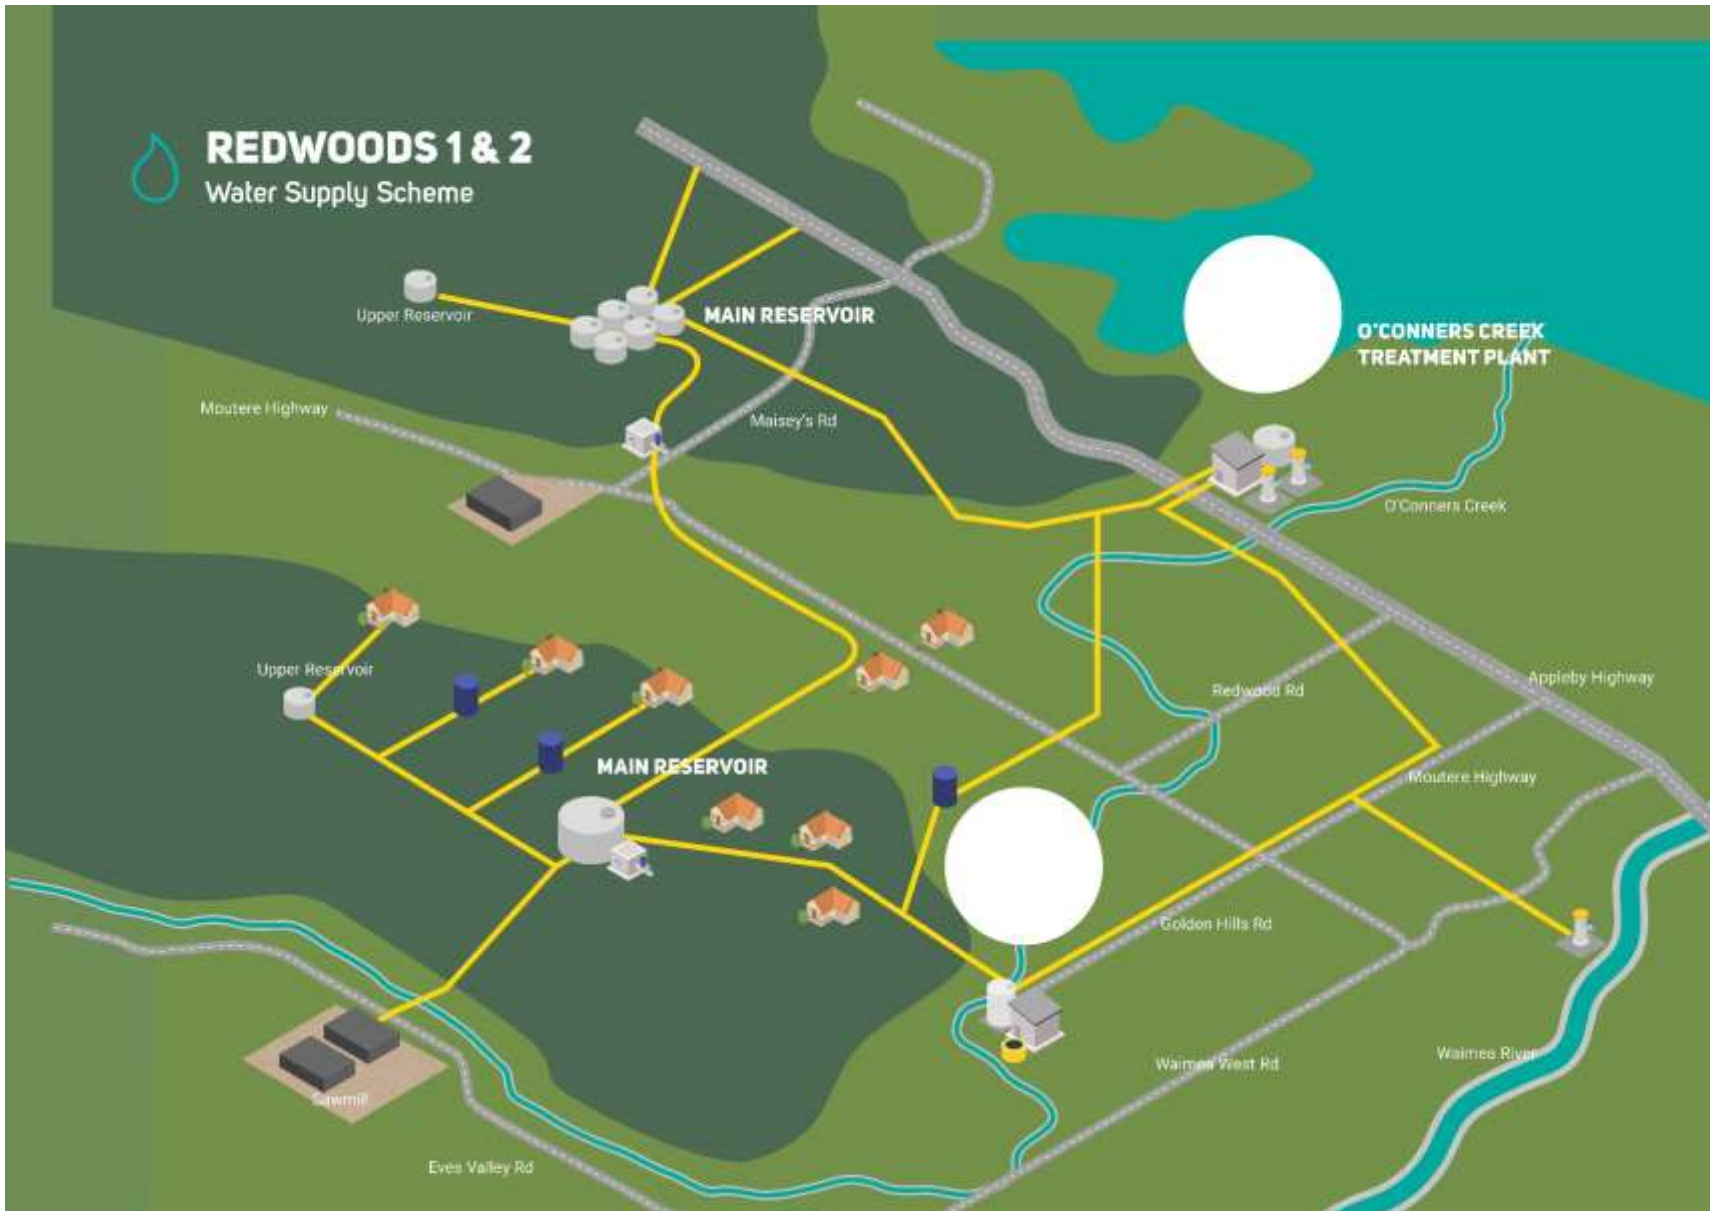 REDWOODS 1 & 2
Water Supply Scheme
Upper Reservoir
MAIN RESERVOIR
O'CONNERS CREEK
TREATMENT PLANT
Moutere Highway
Maisey's Rd
O'Conners Creek
Upper Reservoir
Redwood Rd
Appleby Highway
MAIN RESERVOIR
Moutere Highway
Golden Hills Rd
Waimea West Rd
Waimea River
Sawmill
Eves Valley Rd